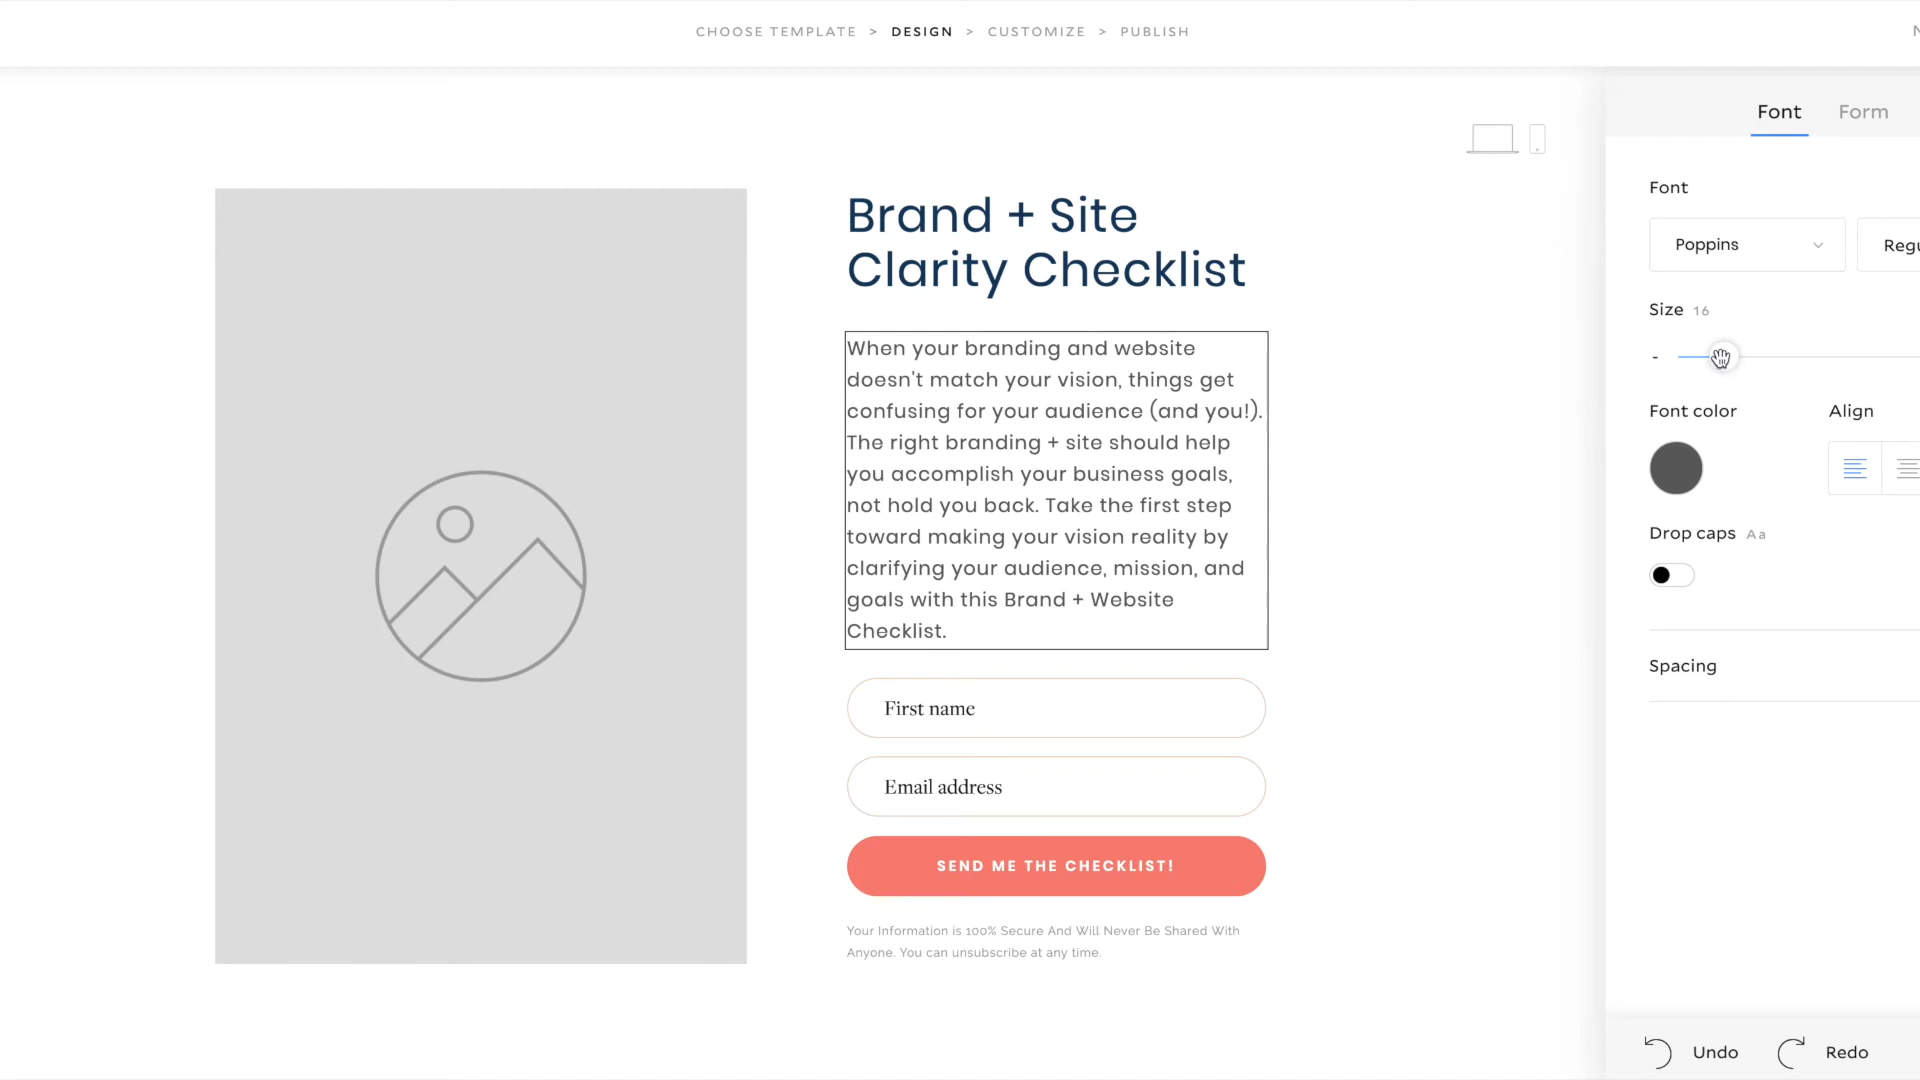 CHOOSE TEMPLATE > DESIGN > CUSTOMIZE > PUBLISH
Font Form
Brand + Site
Clarity Checklist
When your branding and website
doesn't match your vision, things get
confusing for your audience (and you!).
The right branding + site should help
you accomplish your business goals,
not hold you back. Take the first step
toward making your vision reality by
clarifying your audience, mission, and
goals with this Brand + Website
Checklist.
First name
Email address
SEND ME THE CHECKLIST!
Your Information is 100% Secure And Will Never Be Shared With
Anyone. You can unsubscribe at any time.
Font
Poppins
Size 16
-
Font color Align
Drop caps Aa
Spacing
Undo Redo